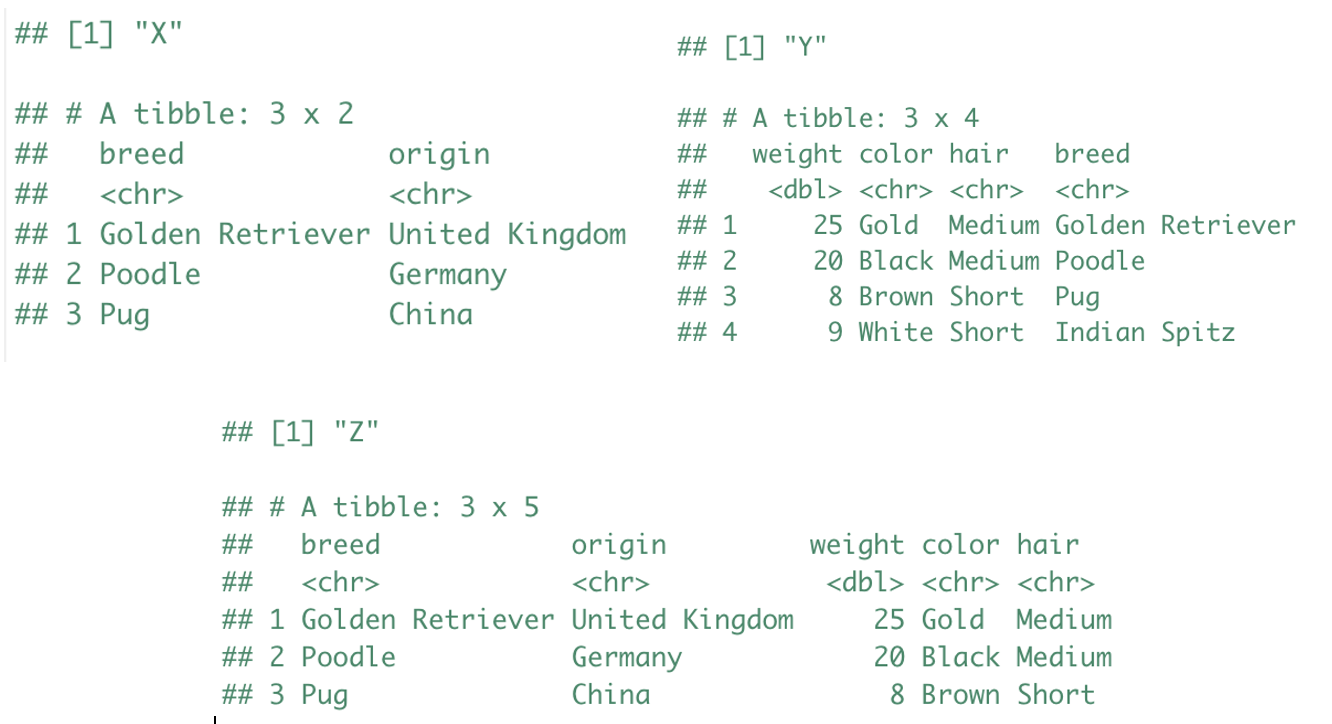 ## [1] "X"
## # A tibble: 3 x 2
##   breed            origin
##   <chr>            <chr>
## 1 Golden Retriever United Kingdom
## 2 Poodle           Germany
## 3 Pug              China
## [1] "Y"
## # A tibble: 3 x 4
##   weight color hair   breed
##    <dbl> <chr> <chr>  <chr>
## 1     25 Gold  Medium Golden Retriever
## 2     20 Black Medium Poodle
## 3      8 Brown Short  Pug
## 4      9 White Short  Indian Spitz
## [1] "Z"
## # A tibble: 3 x 5
##   breed            origin         weight color hair
##   <chr>            <chr>           <dbl> <chr> <chr>
## 1 Golden Retriever United Kingdom     25 Gold  Medium
## 2 Poodle           Germany            20 Black Medium
## 3 Pug              China               8 Brown Short